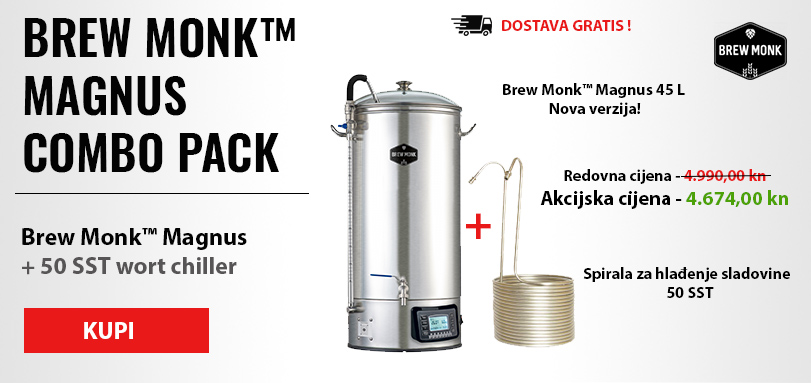 BREW MONK™
MAGNUS
COMBO PACK
Brew Monk™ Magnus
+ 50 SST wort chiller
KUPI
DOSTAVA GRATIS !
BREW MONK
Brew Monk™ Magnus 45 L
Nova verzija!
BREW MONK
+
Redovna cijena - 4.990,00 kn
Akcijska cijena - 4.674,00 kn
Spirala za hlađenje sladovine
50 SST